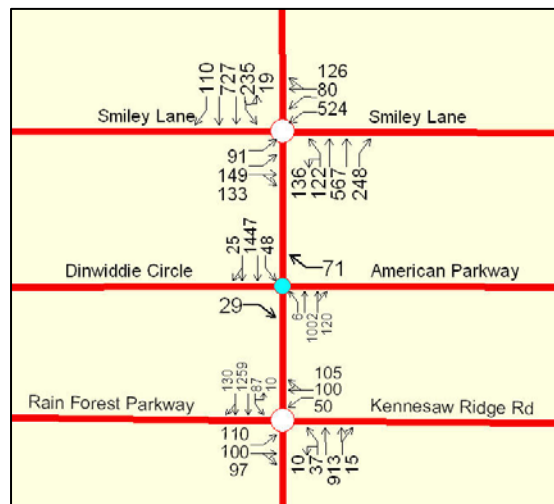 110 727 235 19
126
80
524
Smiley Lane
Smiley Lane
91
149
133
136 122 567 248
25 1447 48
71
Dinwiddie Circle
American Parkway
29
6 1002 120
130 1259 87 10
105
100
50
Rain Forest Parkway
Kennesaw Ridge Rd
110
100
97
10 37 913 15